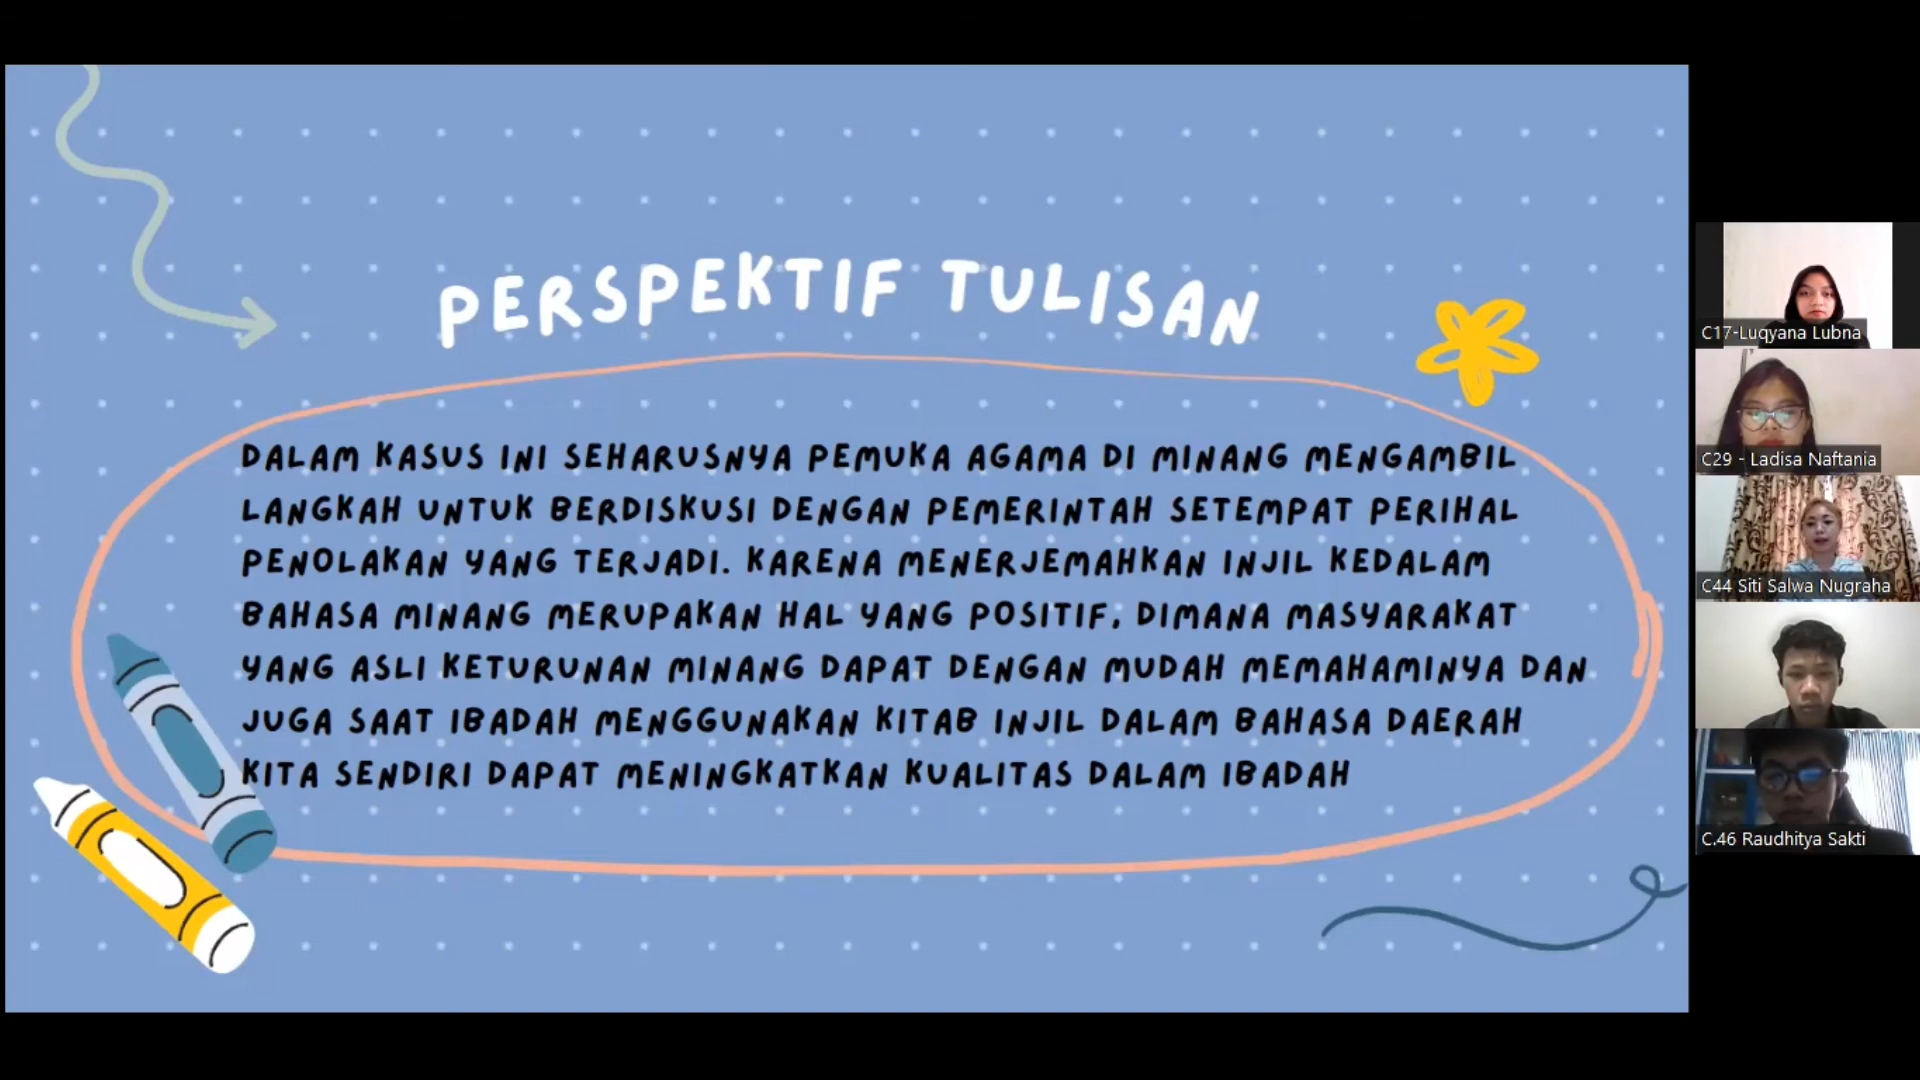 PERSPEKTIF TULISAN
DALAM KASUS INI SEHARUSNYA PEMUKA AGAMA DI MINANG MENGAMBIL
LANGKAH UNTUK BERDISKUSI DENGAN PEMERINTAH SETEMPAT PERIHAL
PENOLAKAN YANG TERJADI. KARENA MENERJEMAHKAN INJIL KEDALAM
BAHASA MINANG MERUPAKAN HAL YANG POSITIF, DIMANA MASYARAKAT
YANG ASLI KETURUNAN MINANG DAPAT DENGAN MUDAH MEMAHAMINYA DAN
JUGA SAAT IBADAH MENGGUNAKAN KITAB INJIL DALAM BAHASA DAERAH
KITA SENDIRI DAPAT MENINGKATKAN KUALITAS DALAM IBADAH
C17-Luqyana Lubna
C29 - Ladisa Naftania
C44 Siti Salwa Nugraha
C.46 Raudhitya Sakti